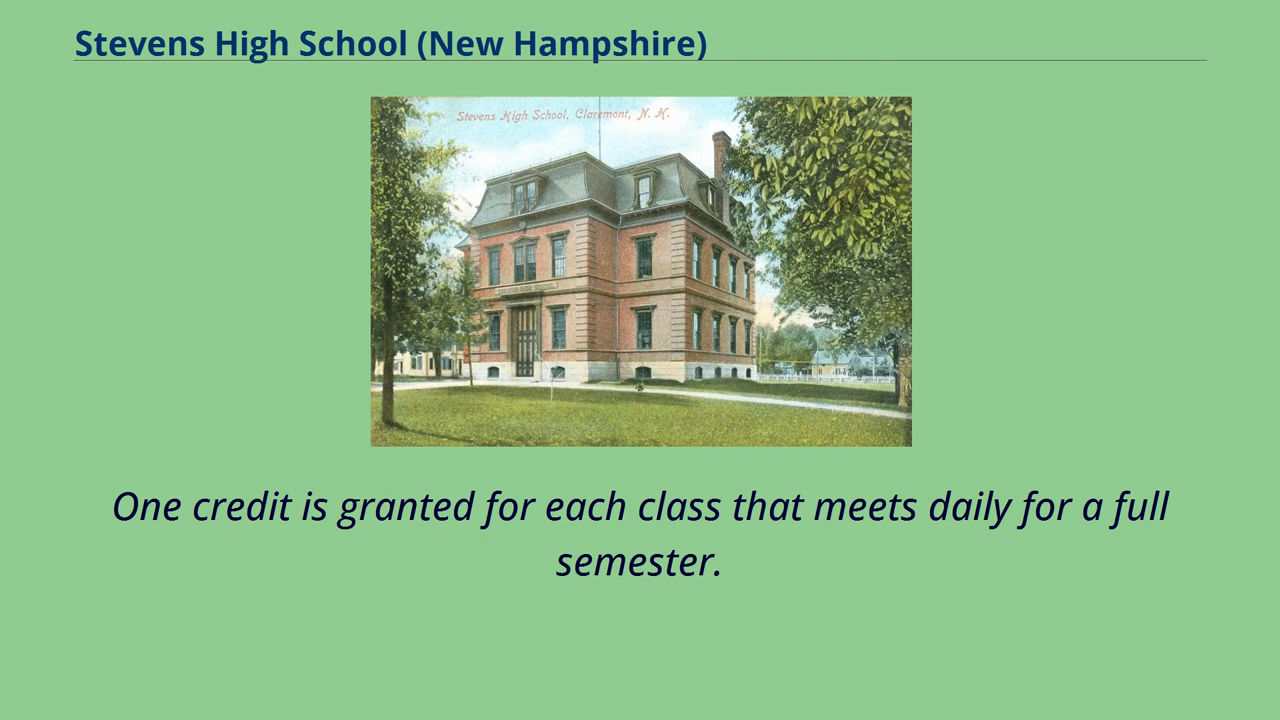 Stevens High School (New Hampshire)
Stevens High School, Claremont, N. H.
One credit is granted for each class that meets daily for a full
semester.